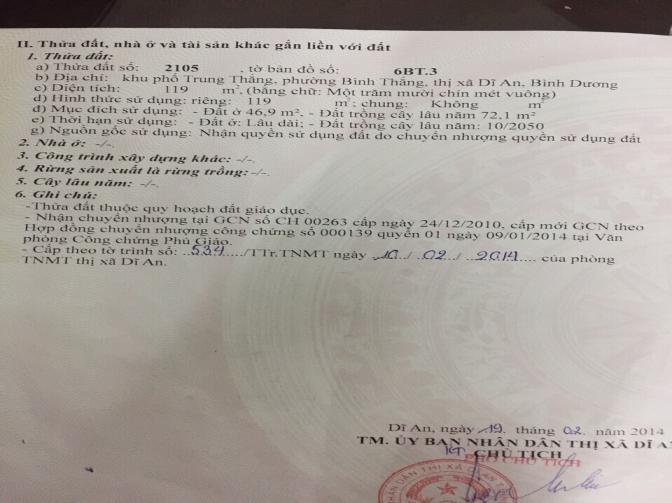 II. Thửa đất, nhà ở và tài sản khác gắn liền với đất
1. Thửa đất:
a) Thửa đất số: 2105 , tờ bản đồ số: 6BT.3
b) Địa chỉ: khu phố Trung Thắng, phường Bình Thắng, thị xã Dĩ An, Bình Dương
c) Diện tích: 119 m², (bằng chữ: Một trăm mười chín mét vuông)
d) Hình thức sử dụng: riêng: 119 m²; chung: Không m²
đ) Mục đích sử dụng: - Đất ở 46,9 m². - Đất trồng cây lâu năm 72,1 m²
e) Thời hạn sử dụng: - Đất ở: Lâu dài; - Đất trồng cây lâu năm: 10/2050
g) Nguồn gốc sử dụng: Nhận quyền sử dụng đất do chuyển nhượng quyền sử dụng đất
2. Nhà ở: -/-.
3. Công trình xây dựng khác: -/-.
4. Rừng sản xuất là rừng trồng: -/-.
5. Cây lâu năm: -/-.
6. Ghi chú:
-Thửa đất thuộc quy hoạch đất giáo dục.
- Nhận chuyển nhượng tại GCN số CH 00263 cấp ngày 24/12/2010, cấp mới GCN theo
Hợp đồng chuyển nhượng công chứng số 000139 quyển 01 ngày 09/01/2014 tại Văn
phòng Công chứng Phú Giáo.
- Cấp theo tờ trình số: ..534..../TTr.TNMT ngày ..10../ ..02../ ..2014.... của phòng
TNMT thị xã Dĩ An.
Dĩ An, ngày .19. tháng 02. năm 2014
TM. ỦY BAN NHÂN DÂN THỊ XÃ DĨ A
KT. CHỦ TỊCH
PHÓ CHỦ TỊCH
DÂN THỊ XÃ